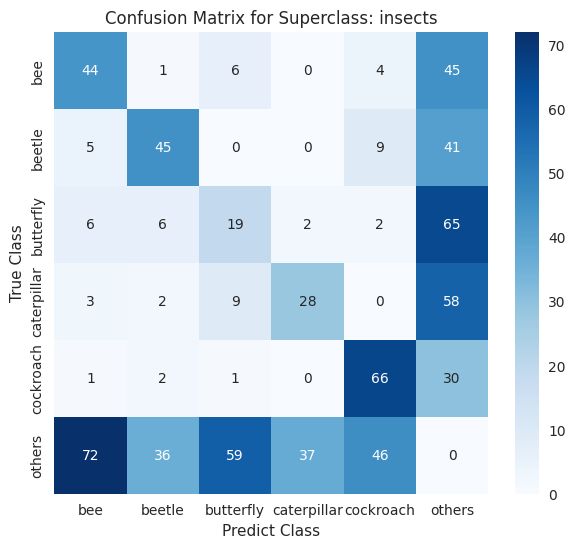 Confusion Matrix for Superclass: insects
True Class
bee 44 1 6 0 4 45
beetle 5 45 0 0 9 41
butterfly 6 6 19 2 2 65
caterpillar 3 2 9 28 0 58
cockroach 1 2 1 0 66 30
others 72 36 59 37 46 0
bee beetle butterfly caterpillar cockroach others
Predict Class
70
60
50
40
30
20
10
0